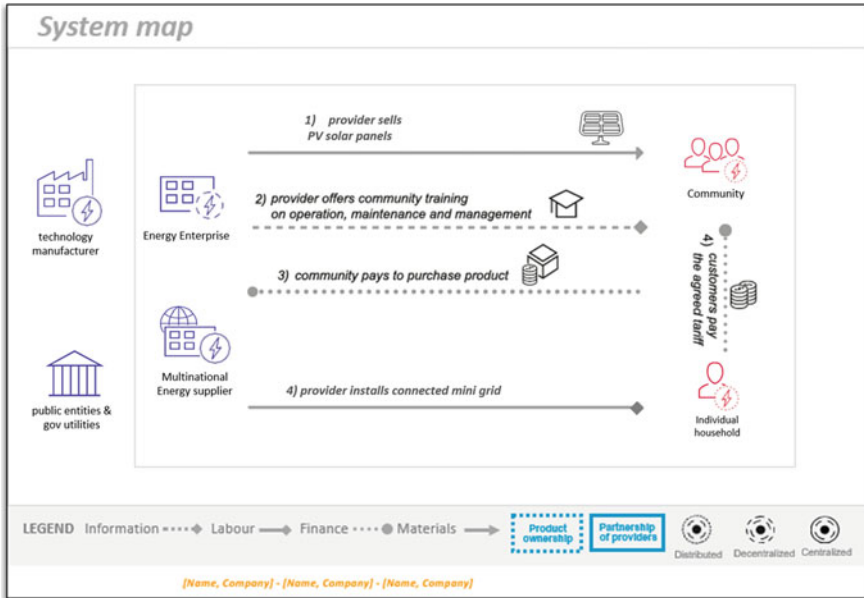 System map
1) provider sells
PV solar panels
Community
technology
manufacturer
Energy Enterprise
2) provider offers community training
on operation, maintenance and management
3) community pays to purchase product
4) customers pay
the agreed tariff
public entities &
gov utilities
Multinational
Energy supplier
4) provider installs connected mini grid
Individual
household
LEGEND Information Labour Finance Materials
Product
ownership
Partnership
of providers
Distributed Decentralized Centralized
[Name, Company] - [Name, Company] - [Name, Company]